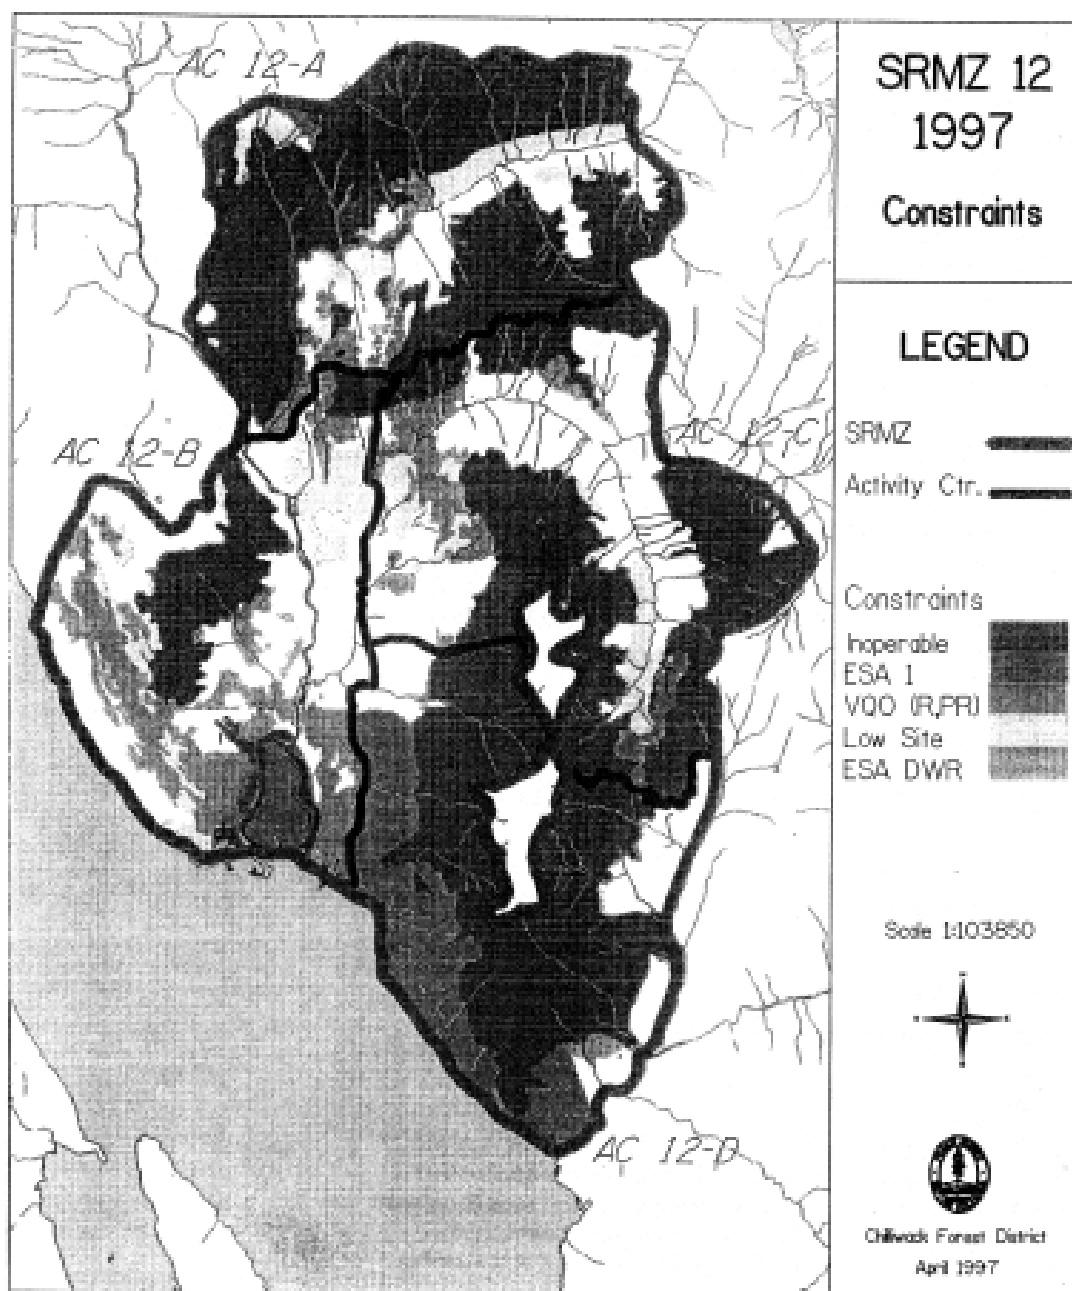 AC 12-A
SRMZ 12
1997
Constraints
LEGEND
SRMZ
Activity Ctr.
AC 12-B
AC 12-C
Constraints
Inoperable
ESA 1
VQO (R,PR)
Low Site
ESA DWR
Scale 1:103850
AC 12-D
Chilliwack Forest District
April 1997